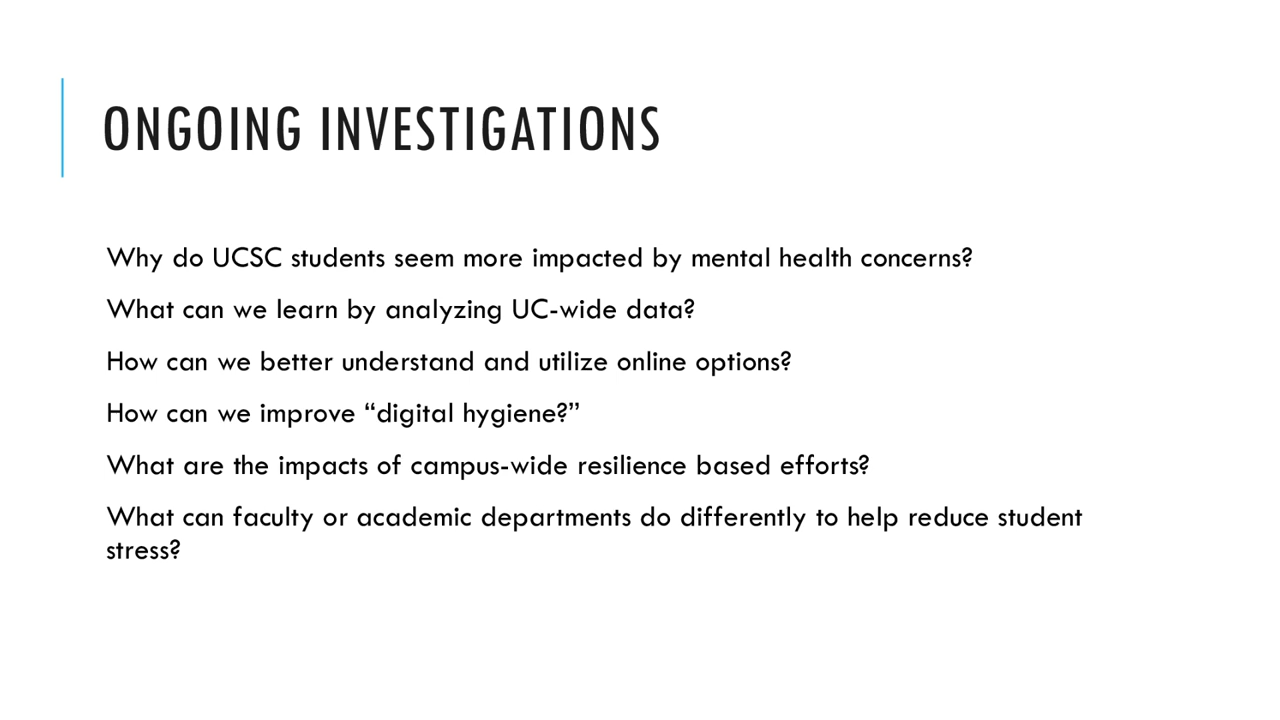 ONGOING INVESTIGATIONS
Why do UCSC students seem more impacted by mental health concerns?
What can we learn by analyzing UC-wide data?
How can we better understand and utilize online options?
How can we improve “digital hygiene?”
What are the impacts of campus-wide resilience based efforts?
What can faculty or academic departments do differently to help reduce student
stress?